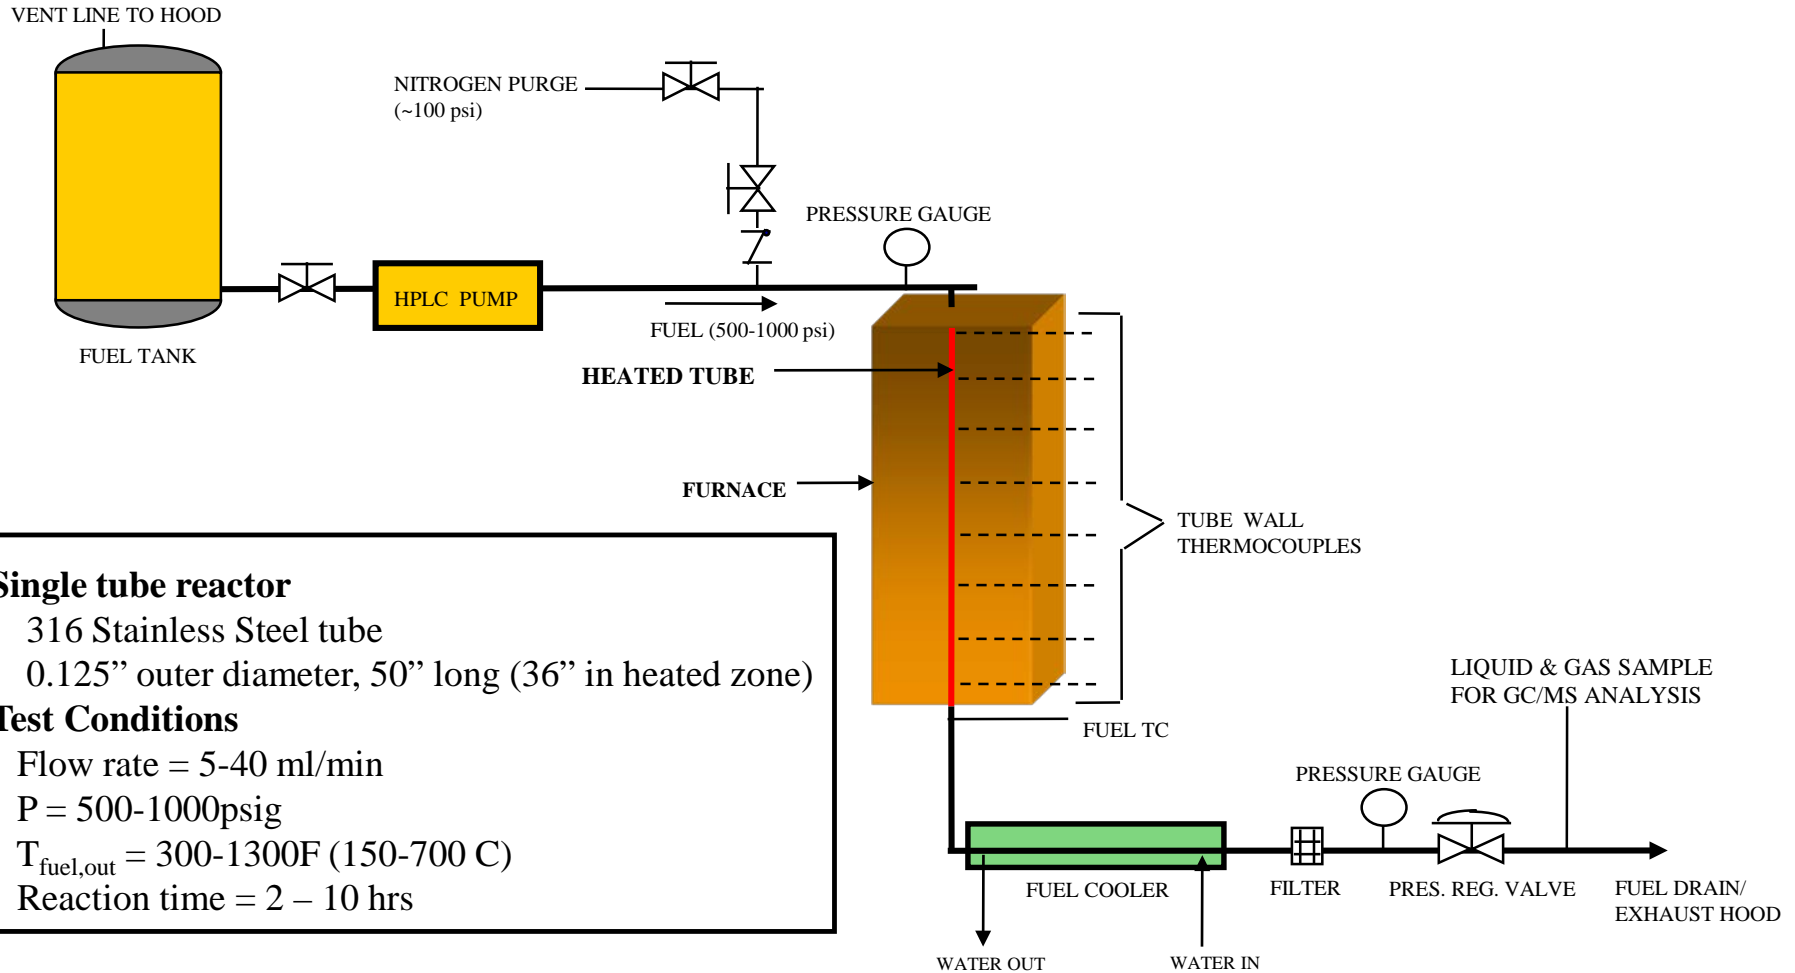 VENT LINE TO HOOD
NITROGEN PURGE
(~100 psi)
PRESSURE GAUGE
HPLC PUMP
FUEL (500-1000 psi)
FUEL TANK
HEATED TUBE
FURNACE
TUBE WALL
THERMOCOUPLES
Single tube reactor
316 Stainless Steel tube
0.125” outer diameter, 50” long (36” in heated zone)
Test Conditions
Flow rate = 5-40 ml/min
P = 500-1000psig
Tfuel,out = 300-1300F (150-700 C)
Reaction time = 2 – 10 hrs
LIQUID & GAS SAMPLE
FOR GC/MS ANALYSIS
FUEL TC
PRESSURE GAUGE
FUEL COOLER
FILTER
PRES. REG. VALVE
FUEL DRAIN/
EXHAUST HOOD
WATER OUT
WATER IN